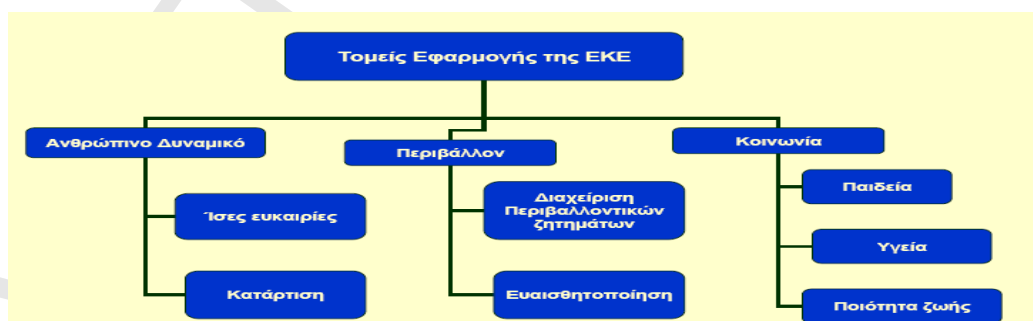 Τομείς Εφαρμογής της ΕΚΕ
Ανθρώπινο Δυναμικό
Ίσες ευκαιρίες
Κατάρτιση
Περιβάλλον
Διαχείριση
Περιβαλλοντικών
ζητημάτων
Ευαισθητοποίηση
Κοινωνία
Παιδεία
Υγεία
Ποιότητα ζωής